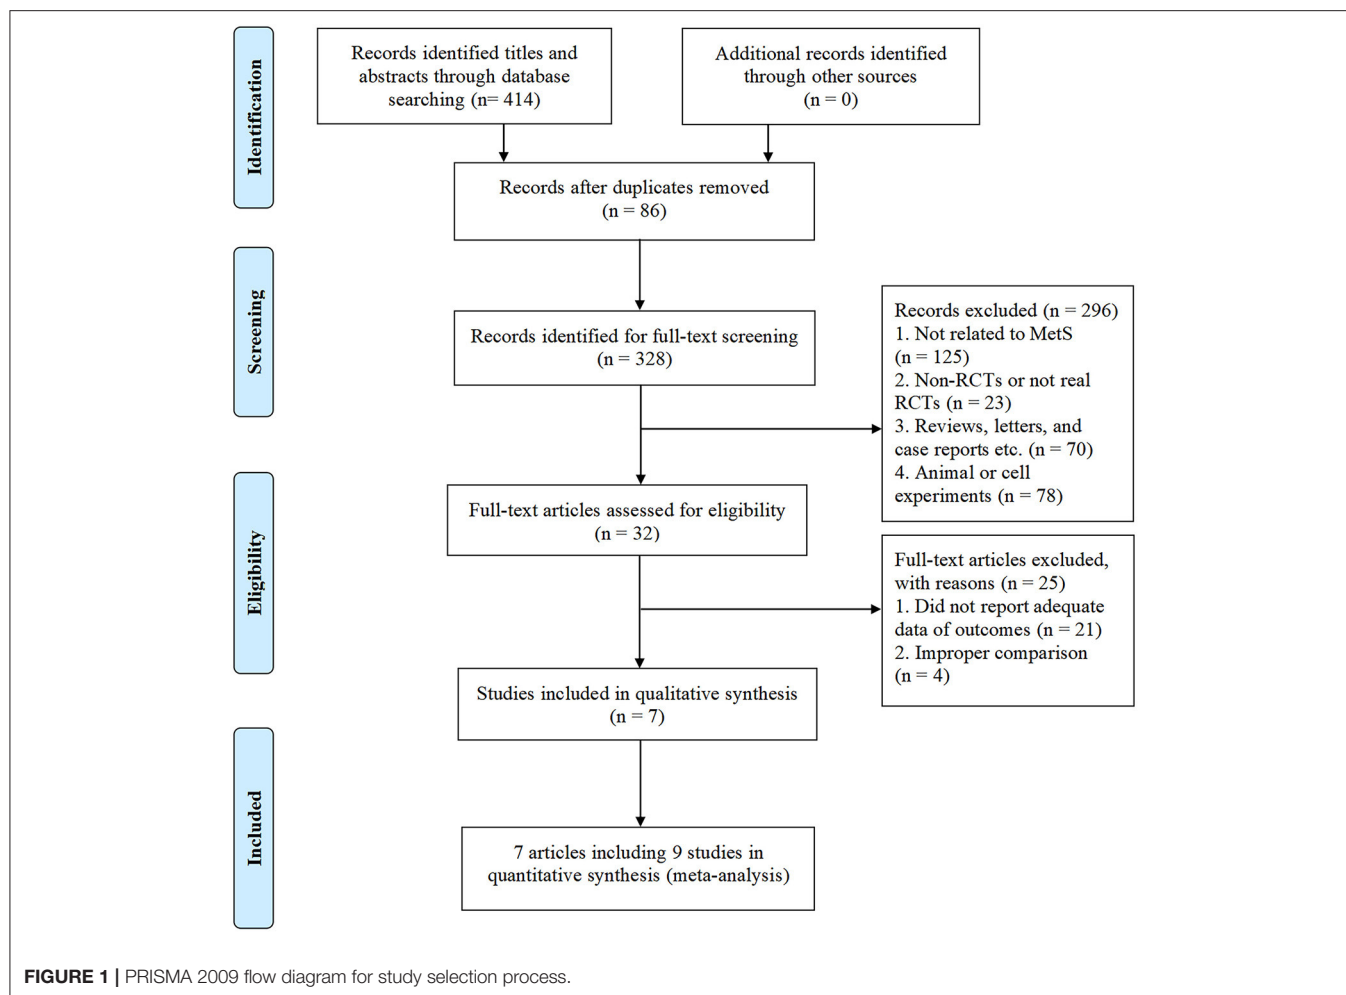 Identification
Records identified titles and
abstracts through database
searching (n= 414)
Additional records identified
through other sources
(n = 0)
Records after duplicates removed
(n = 86)
Screening
Records identified for full-text screening
(n = 328)
Records excluded (n = 296)
1. Not related to MetS
(n = 125)
2. Non-RCTs or not real
RCTs (n = 23)
3. Reviews, letters, and
case reports etc. (n = 70)
4. Animal or cell
experiments (n = 78)
Eligibility
Full-text articles assessed for eligibility
(n = 32)
Full-text articles excluded,
with reasons (n = 25)
1. Did not report adequate
data of outcomes (n = 21)
2. Improper comparison
(n = 4)
Studies included in qualitative synthesis
(n = 7)
Included
7 articles including 9 studies in
quantitative synthesis (meta-analysis)
FIGURE 1 | PRISMA 2009 flow diagram for study selection process.